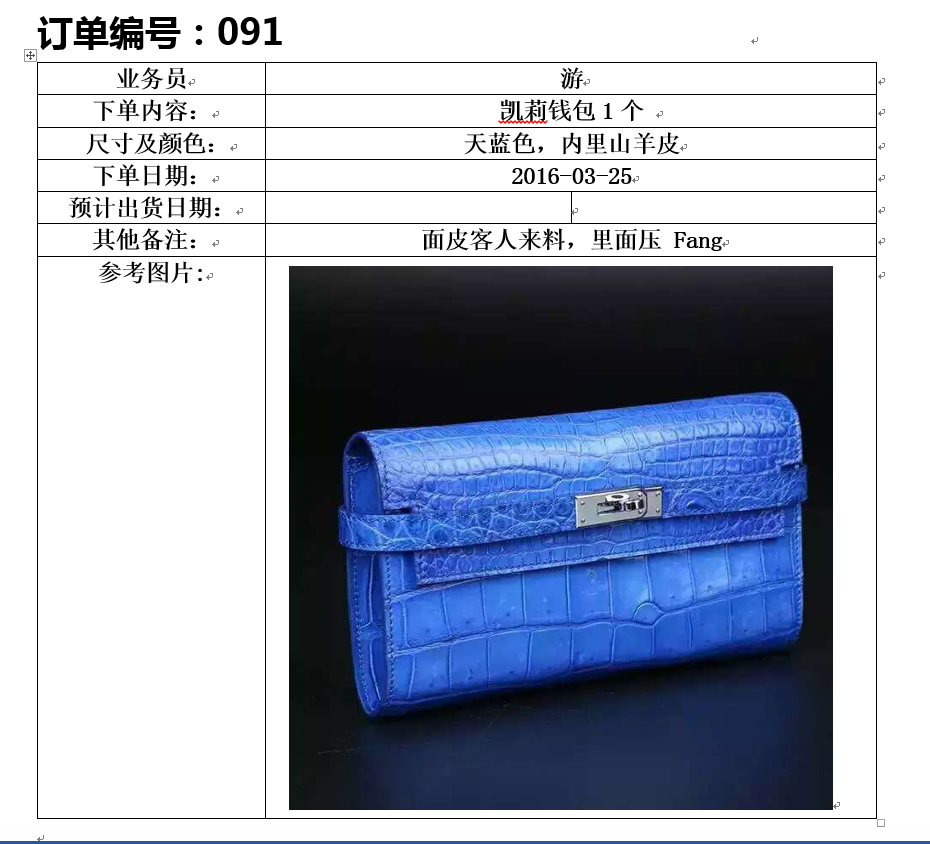 订单编号：091
业务员
游
下单内容：
凯莉钱包 1 个
尺寸及颜色：
天蓝色，内里山羊皮
下单日期：
2016-03-25
预计出货日期：
其他备注：
面皮客人来料，里面压 Fang
参考图片: